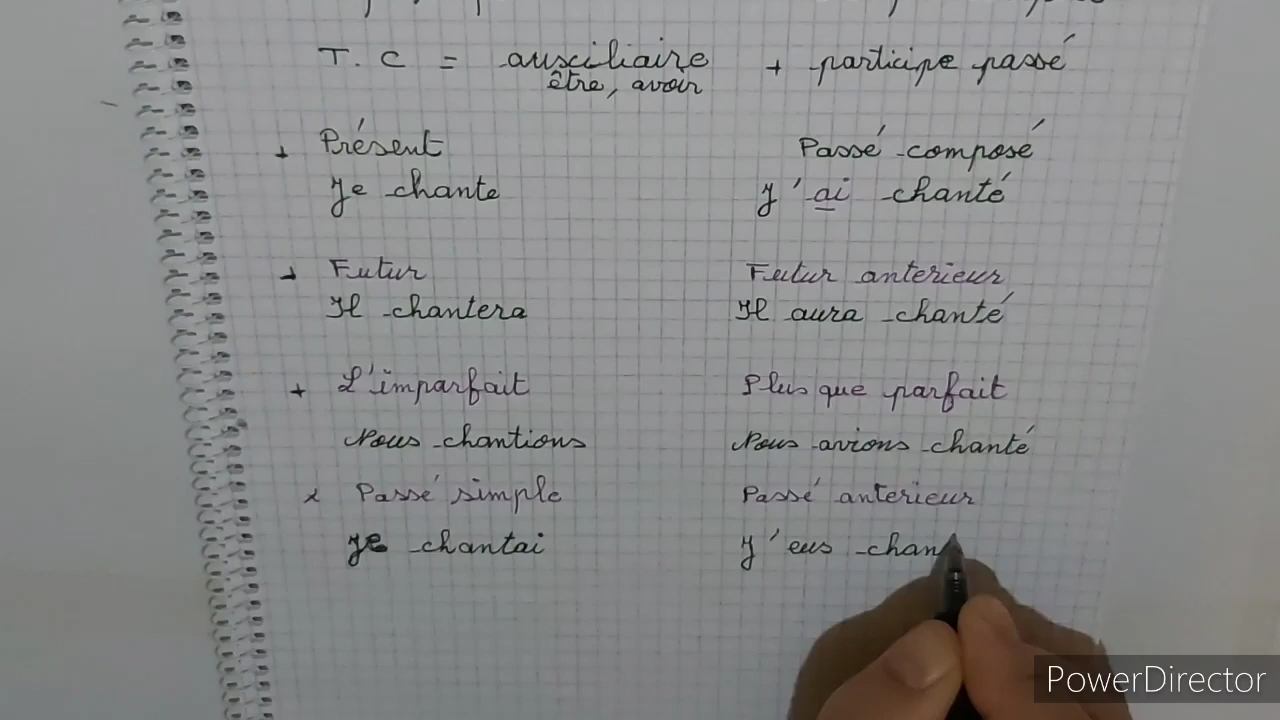 T.C = auxiliaire + participe passé
être, avoir
+ Présent Passé composé
Je chante J'ai chanté
Futur Futur anterieur
Il chantera Il aura chanté
+ L'imparfait Plus que parfait
Nous chantions Nous avions chanté
Passé simple Passé anterieur
Je chantai J'eus chan
PowerDirector